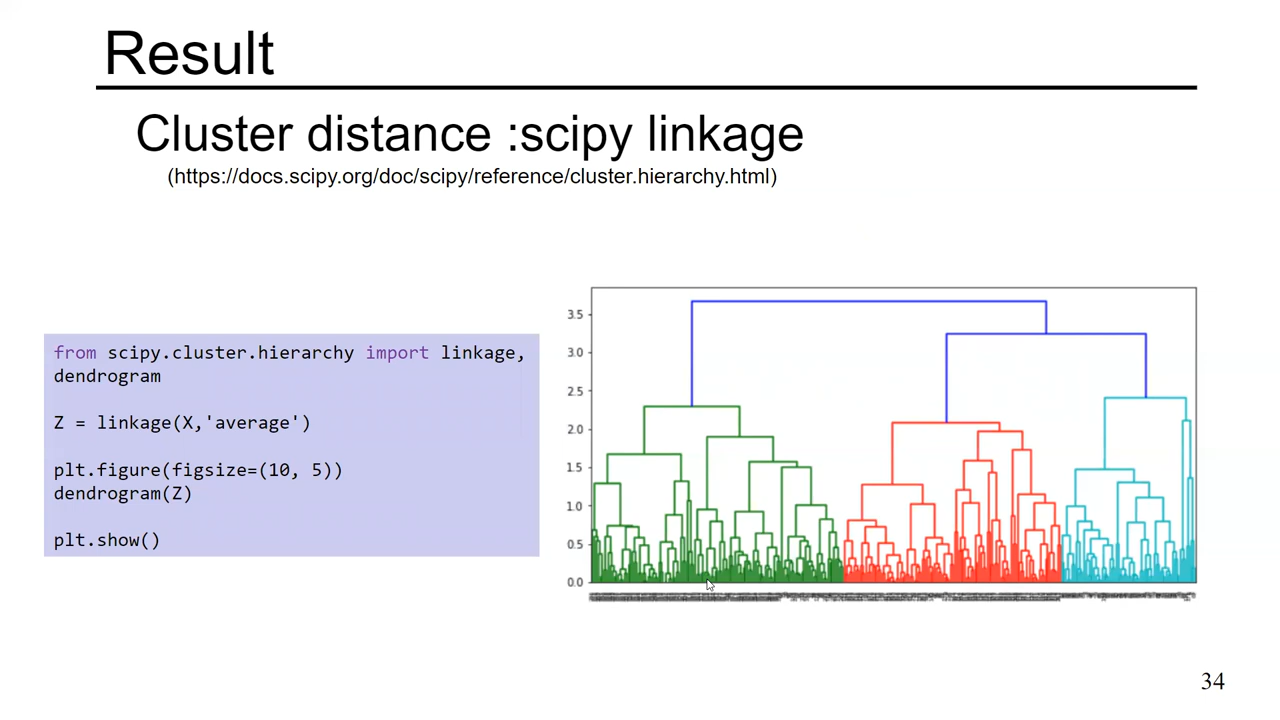 Result
Cluster distance :scipy linkage
(https://docs.scipy.org/doc/scipy/reference/cluster.hierarchy.html)
from scipy.cluster.hierarchy import linkage,
dendrogram
Z = linkage(X,'average')
plt.figure(figsize=(10, 5))
dendrogram(Z)
plt.show()
3.5
3.0
2.5
2.0
1.5
1.0
0.5
0.0
34